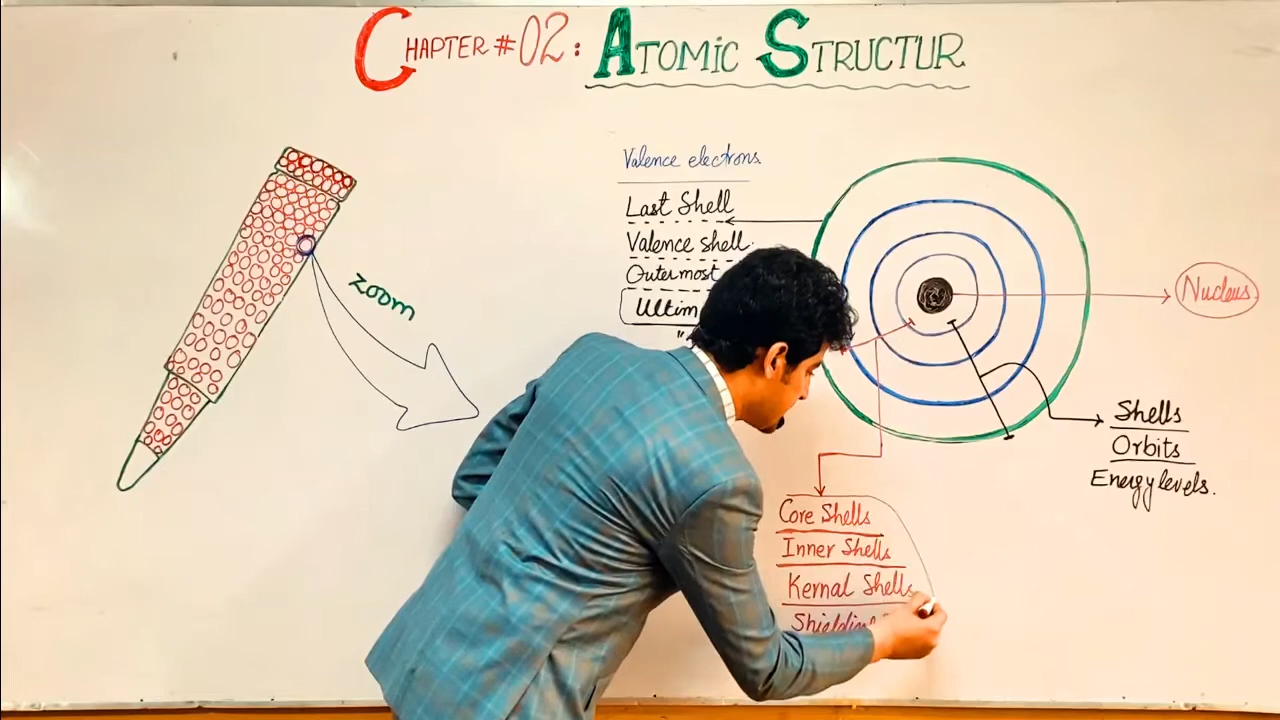 CHAPTER # 02: ATOMIC STRUCTUR
zoom
Valence electrons
Last Shell
Valence shell.
Outermost
Nucleus
Shells
Orbits
Energy levels.
Core Shells
Inner Shells
Kernal Shells